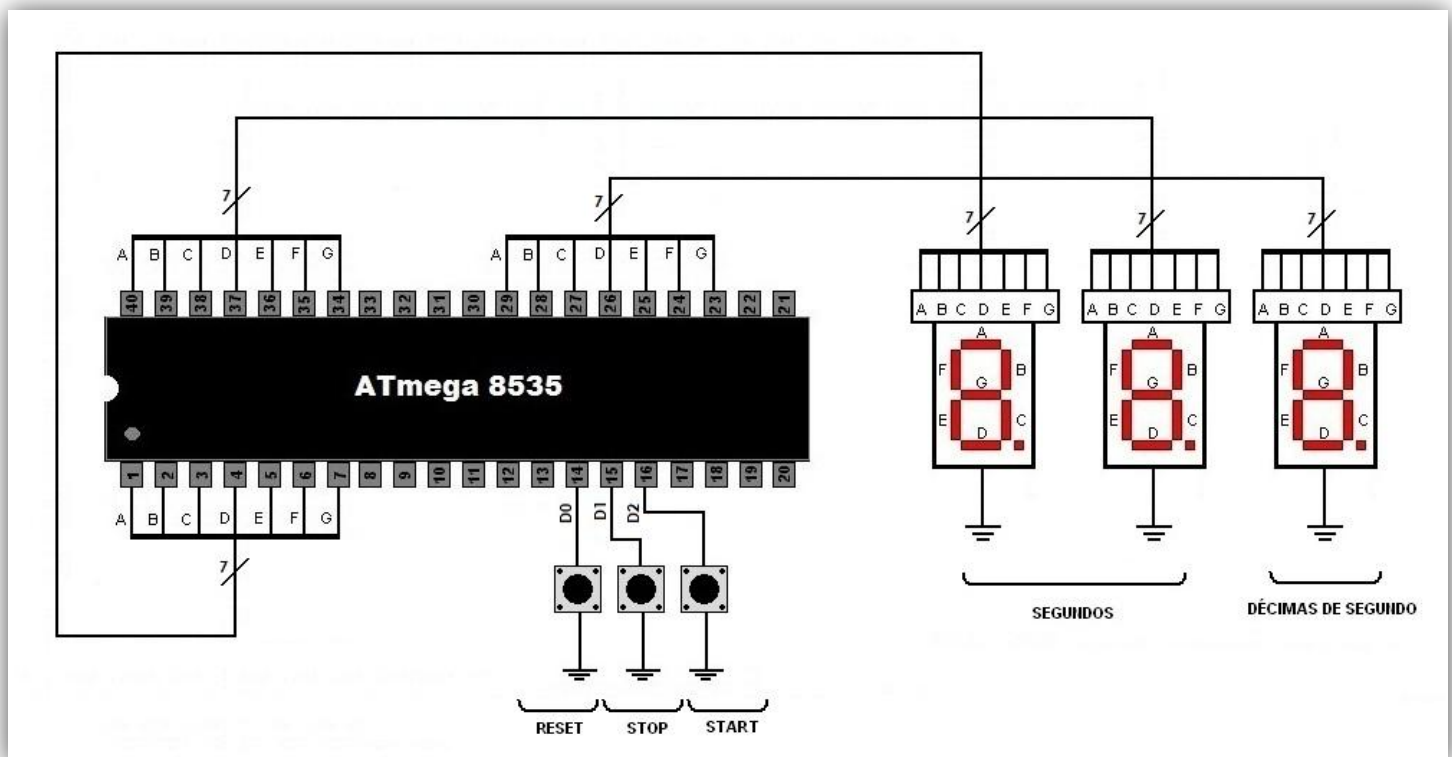 7 7 7 7 7
A B C D E F G A B C D E F G
40 39 38 37 36 35 34 33 32 31 30 29 28 27 26 25 24 23 22 21
A B C D E F G A B C D E F G A B C D E F G
ATmega 8535
A F B G E C D
A F B G E C D
A F B G E C D
1 2 3 4 5 6 7 8 9 10 11 12 13 14 15 16 17 18 19 20
A B C D E F G
D0 D1 D2
7
SEGUNDOS
DÉCIMAS DE SEGUNDO
RESET STOP START